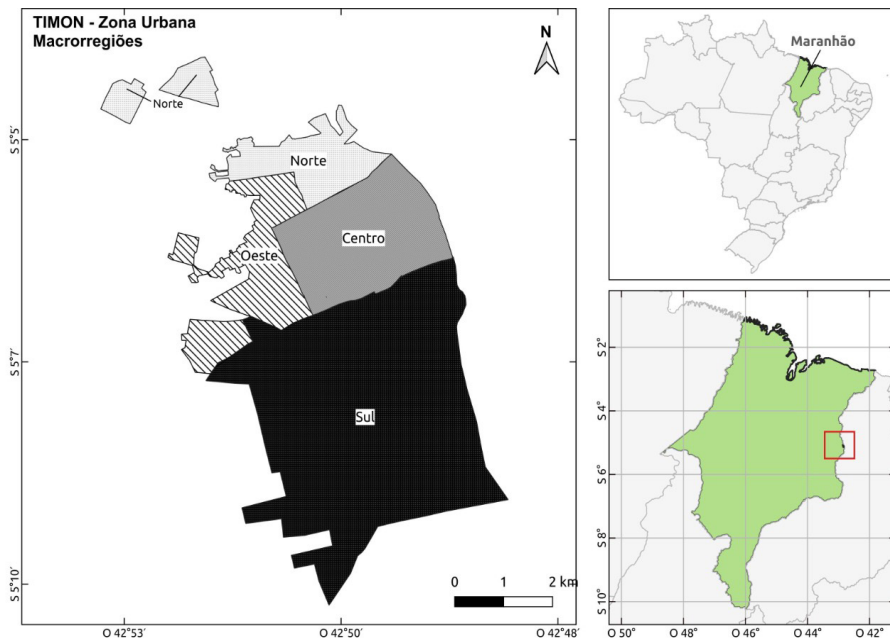 TIMON - Zona Urbana
Macrorregiões
N
Norte
Norte
Centro
Oeste
Sul
0 1 2 km
S 5°5'
S 5°7'
S 5°10'
O 42°53' O 42°50' O 42°48'
Maranhão
S 2°
S 4°
S 6°
S 8°
S 10°
O 50° O 48° O 46° O 44° O 42°